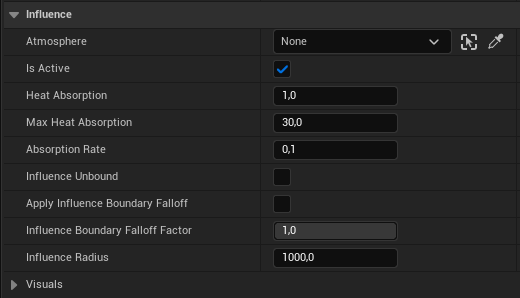 Influence
Atmosphere None
Is Active
Heat Absorption 1,0
Max Heat Absorption 30,0
Absorption Rate 0,1
Influence Unbound
Apply Influence Boundary Falloff
Influence Boundary Falloff Factor 1,0
Influence Radius 1000,0
Visuals